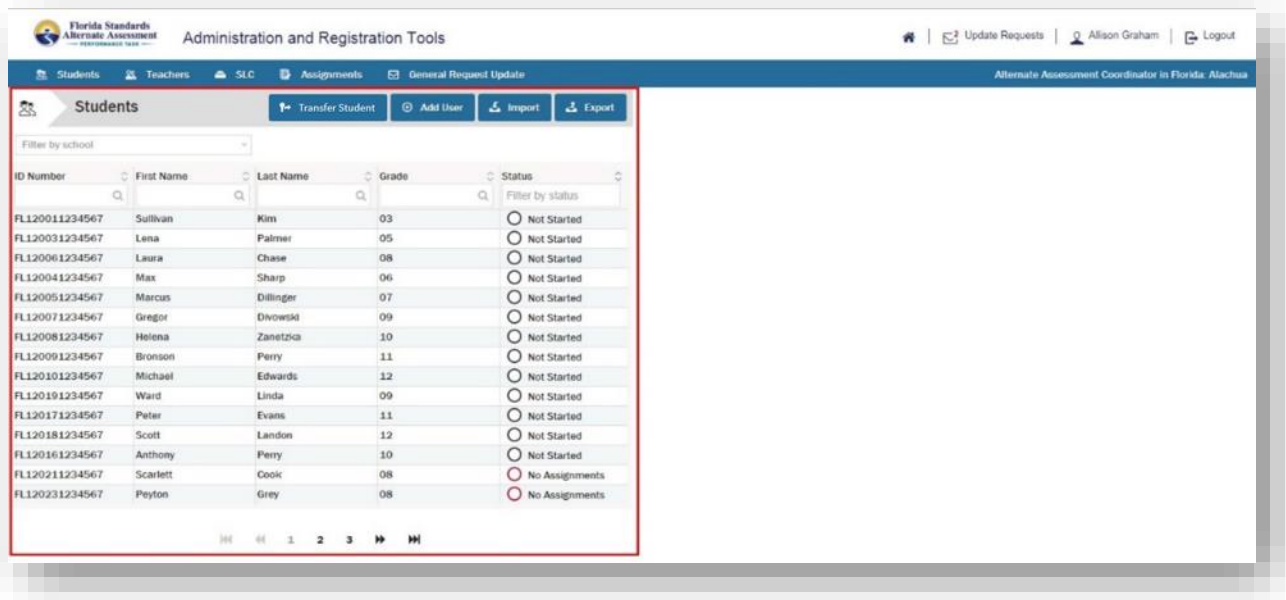 Florida Standards
Alternate Assessment
PERFORMANCE TASK
Administration and Registration Tools
Update Requests | Allison Graham | Logout
Students Teachers SLC Assignments General Request Update Alternate Assessment Coordinator in Florida: Alachua
Students Transfer Student Add User Import Export
Filter by school
ID Number First Name Last Name Grade Status
Filter by status
FL120011234567 Sullivan Kim 03 Not Started
FL120031234567 Lena Palmer 05 Not Started
FL120061234567 Laura Chase 08 Not Started
FL120041234567 Max Sharp 06 Not Started
FL120051234567 Marcus Dillinger 07 Not Started
FL120071234567 Gregor Divowski 09 Not Started
FL120081234567 Helena Zanetzka 10 Not Started
FL120091234567 Bronson Perry 11 Not Started
FL120101234567 Michael Edwards 12 Not Started
FL120191234567 Ward Linda 09 Not Started
FL120171234567 Peter Evans 11 Not Started
FL120181234567 Scott Landon 12 Not Started
FL120161234567 Anthony Perry 10 Not Started
FL120211234567 Scarlett Cook 08 No Assignments
FL120231234567 Peyton Grey 08 No Assignments
1 2 3